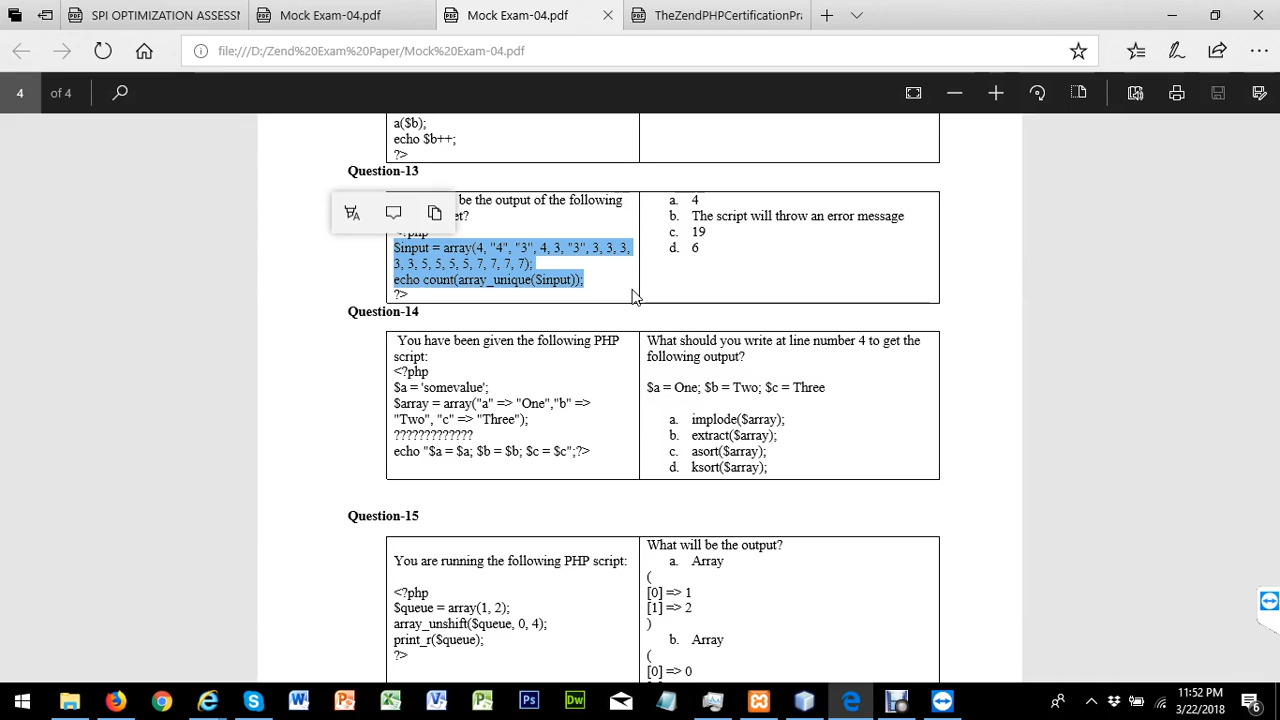 SPI OPTIMIZATION ASSESSM
Mock Exam-04.pdf
Mock Exam-04.pdf
TheZendPHPCertificationPra
file:///D:/Zend%20Exam%20Paper/Mock%20Exam-04.pdf
4 of 4
a($b);
echo $b++;
?>
Question-13
be the output of the following
et?
<?php
$input = array(4, "4", "3", 4, 3, "3", 3, 3, 3,
3, 3, 5, 5, 5, 5, 7, 7, 7, 7);
echo count(array_unique($input));
?>
a. 4
b. The script will throw an error message
c. 19
d. 6
Question-14
You have been given the following PHP
script:
<?php
$a = 'somevalue';
$array = array("a" => "One","b" =>
"Two", "c" => "Three");
?????????????
echo "$a = $a; $b = $b; $c = $c";?>
What should you write at line number 4 to get the
following output?
$a = One; $b = Two; $c = Three
a. implode($array);
b. extract($array);
c. asort($array);
d. ksort($array);
Question-15
You are running the following PHP script:
<?php
$queue = array(1, 2);
array_unshift($queue, 0, 4);
print_r($queue);
?>
What will be the output?
a. Array
(
[0] => 1
[1] => 2
)
b. Array
(
[0] => 0
11:52 PM
3/22/2018
6